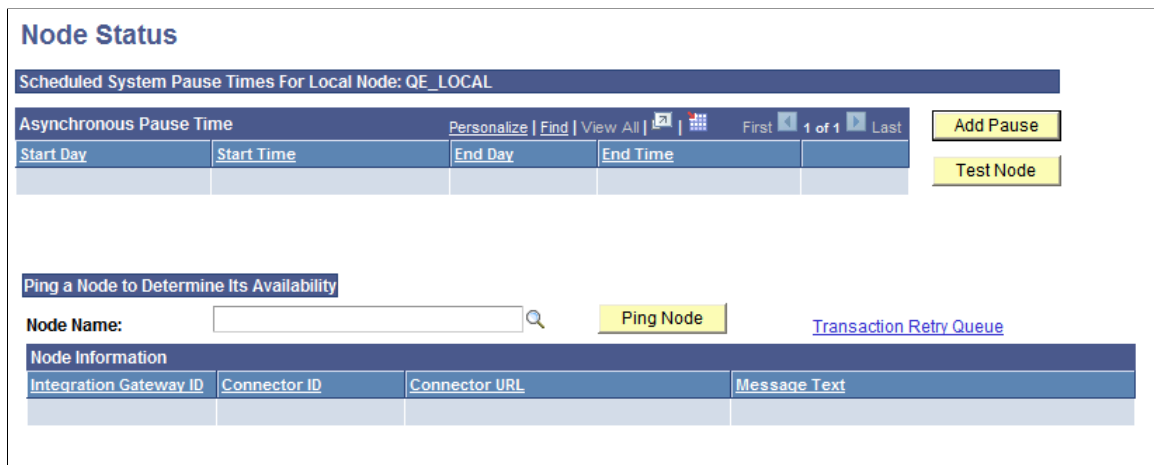 Node Status
Scheduled System Pause Times For Local Node: QE_LOCAL
Asynchronous Pause Time Personalize | Find | View All | | First 1 of 1 Last Add Pause
Start Day Start Time End Day End Time
Test Node
Ping a Node to Determine Its Availability
Node Name: Ping Node Transaction Retry Queue
Node Information
Integration Gateway ID Connector ID Connector URL Message Text